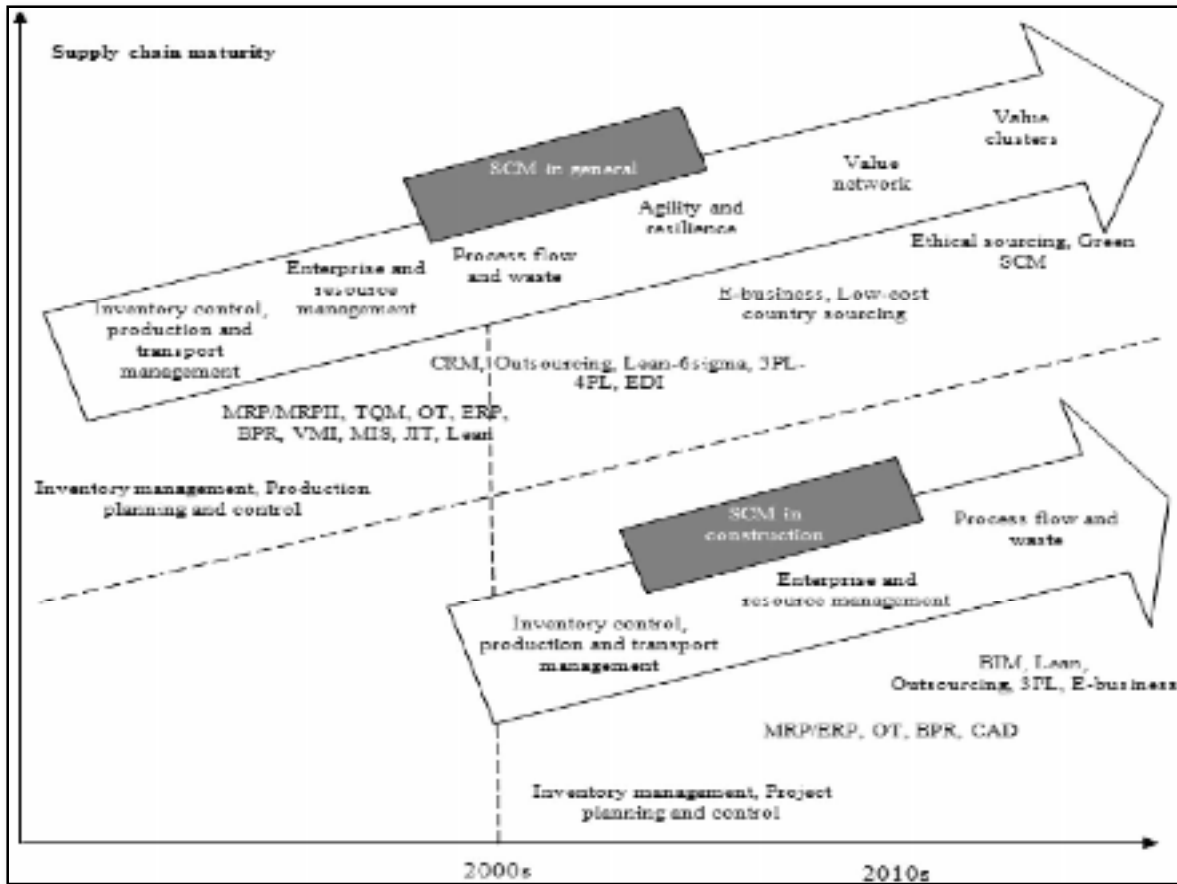 Supply chain maturity
Value
clusters
SCM in general
Value
network
Agility and
resilience
Ethical sourcing, Green
SCM
Process flow
and waste
Enterprise and
resource
management
E-business, Low-cost
country sourcing
Inventory control,
production and
transport
management
CRM, Outsourcing, Lean-6sigma, 3PL-
4PL, EDI
MRP/MRPII, TQM, OT, ERP,
BPR, VMI, MIS, JIT, Lean
Inventory management, Production
planning and control
SCM in
construction
Process flow and
waste
Enterprise and
resource management
Inventory control,
production and transport
management
BIM, Lean,
Outsourcing, 3PL, E-business
MRP/ERP, OT, BPR, CAD
Inventory management, Project
planning and control
2000s
2010s